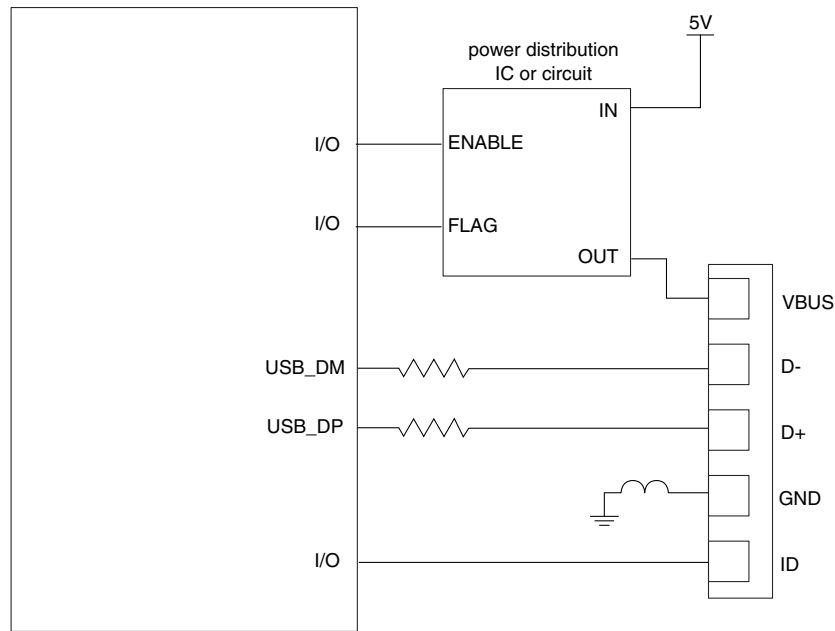 5V
power distribution
IC or circuit
IN
I/O
ENABLE
I/O
FLAG
OUT
VBUS
USB_DM
D-
USB_DP
D+
GND
I/O
ID